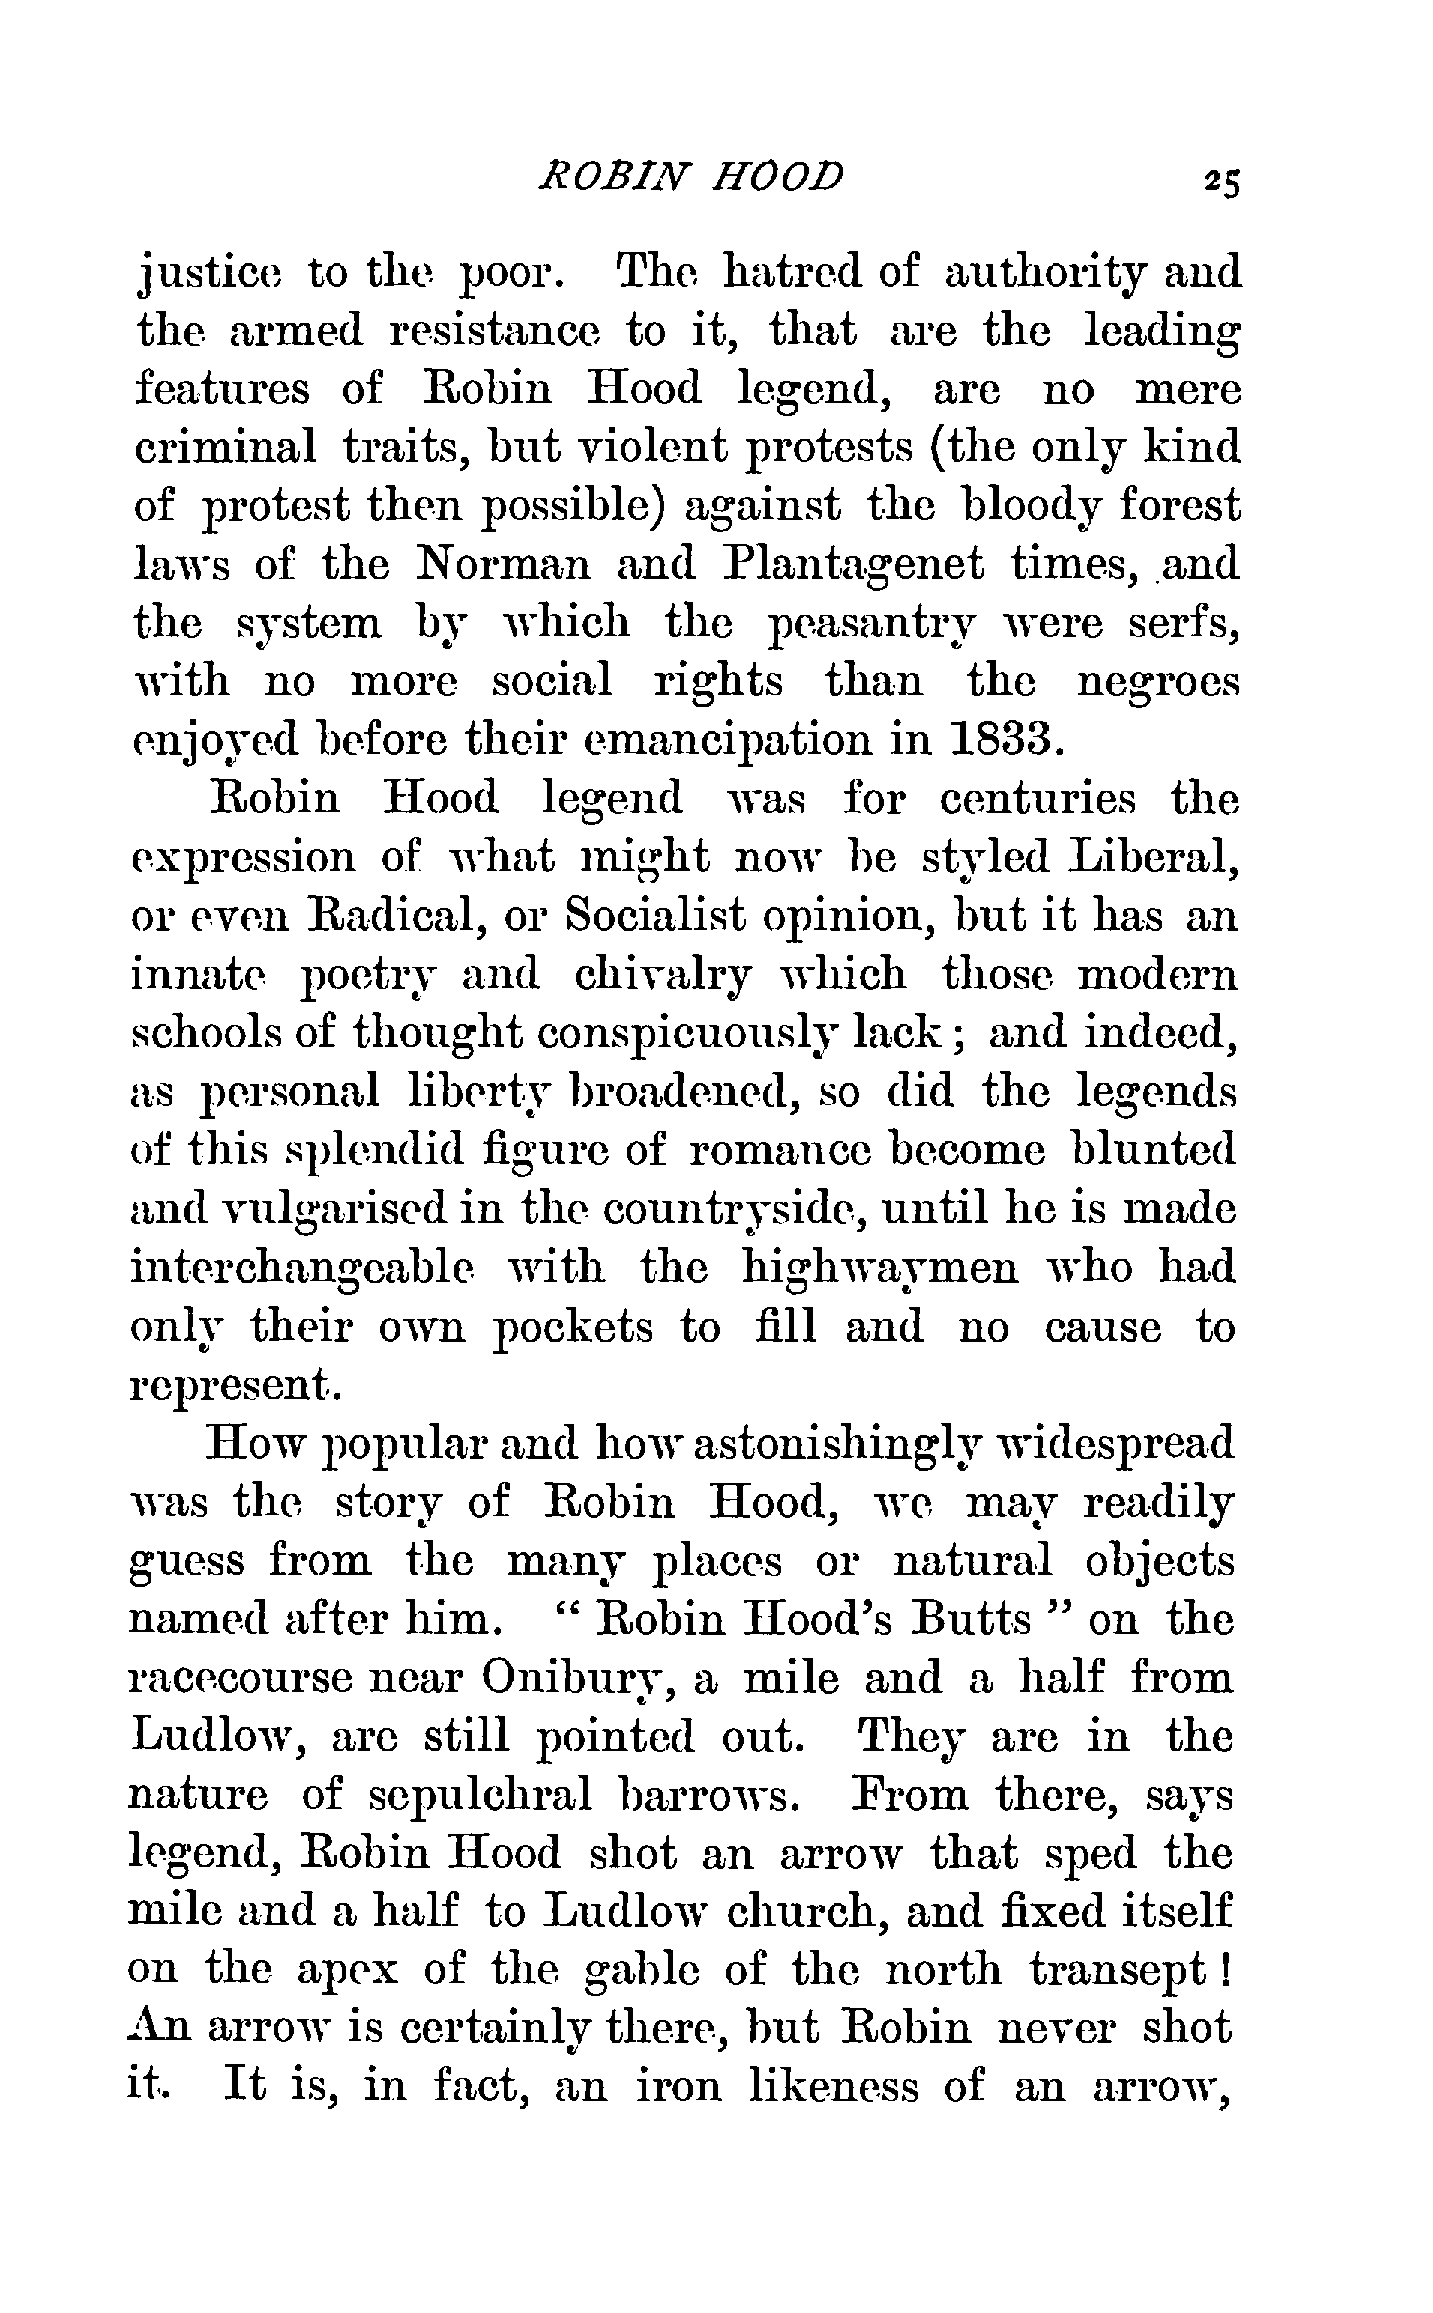 ROBIN HOOD 25
justice to the poor. The hatred of authority and
the armed resistance to it, that are the leading
features of Robin Hood legend, are no mere
criminal traits, but violent protests (the only kind
of protest then possible) against the bloody forest
laws of the Norman and Plantagenet times, and
the system by which the peasantry were serfs,
with no more social rights than the negroes
enjoyed before their emancipation in 1833.
Robin Hood legend was for centuries the
expression of what might now be styled Liberal,
or even Radical, or Socialist opinion, but it has an
innate poetry and chivalry which those modern
schools of thought conspicuously lack; and indeed,
as personal liberty broadened, so did the legends
of this splendid figure of romance become blunted
and vulgarised in the countryside, until he is made
interchangeable with the highwaymen who had
only their own pockets to fill and no cause to
represent.
How popular and how astonishingly widespread
was the story of Robin Hood, we may readily
guess from the many places or natural objects
named after him. “ Robin Hood’s Butts ” on the
racecourse near Onibury, a mile and a half from
Ludlow, are still pointed out. They are in the
nature of sepulchral barrows. From there, says
legend, Robin Hood shot an arrow that sped the
mile and a half to Ludlow church, and fixed itself
on the apex of the gable of the north transept!
An arrow is certainly there, but Robin never shot
it. It is, in fact, an iron likeness of an arrow,